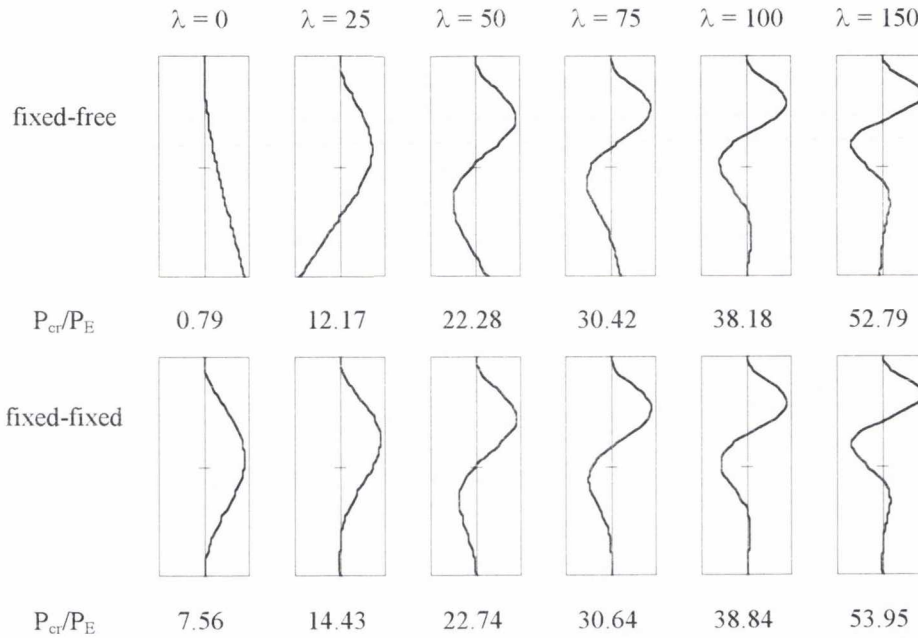 λ = 0 λ = 25 λ = 50 λ = 75 λ = 100 λ = 150
fixed-free
P_cr/P_E 0.79 12.17 22.28 30.42 38.18 52.79
fixed-fixed
P_cr/P_E 7.56 14.43 22.74 30.64 38.84 53.95